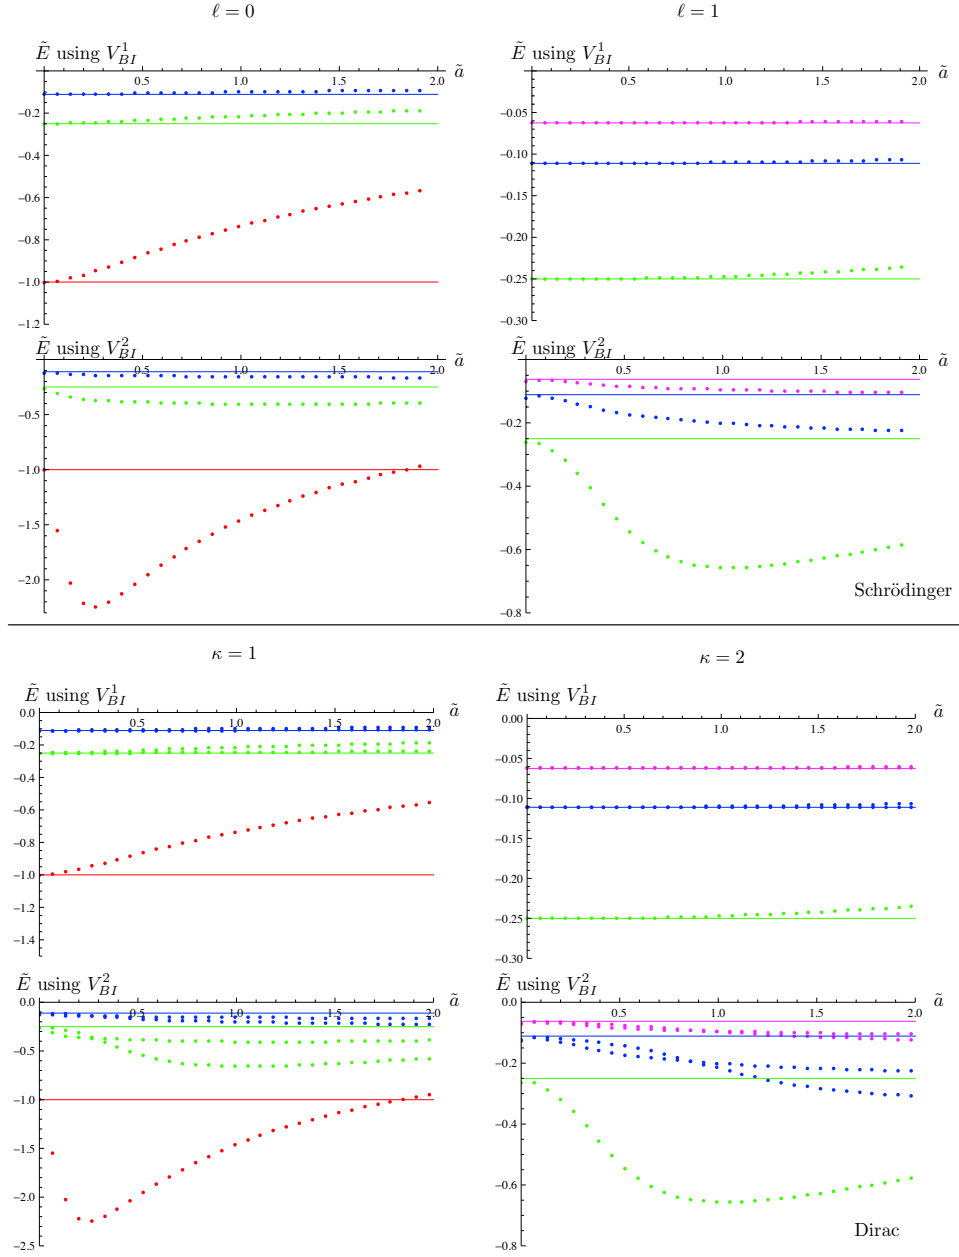 ℓ = 0
ℓ = 1
Ẽ using V¹_BI
0.5 1.0 1.5 2.0 ã
−0.2
−0.4
−0.6
−0.8
−1.0
−1.2
Ẽ using V¹_BI
0.5 1.0 1.5 2.0 ã
−0.05
−0.10
−0.15
−0.20
−0.25
−0.30
Ẽ using V²_BI
0.5 1.0 1.5 2.0 ã
−0.5
−1.0
−1.5
−2.0
Ẽ using V²_BI
0.5 1.0 1.5 2.0 ã
−0.2
−0.4
−0.6
−0.8
Schrödinger
κ = 1
κ = 2
Ẽ using V¹_BI
0.0
0.5 1.0 1.5 2.0 ã
−0.2
−0.4
−0.6
−0.8
−1.0
−1.2
−1.4
Ẽ using V¹_BI
0.00
0.5 1.0 1.5 2.0 ã
−0.05
−0.10
−0.15
−0.20
−0.25
−0.30
Ẽ using V²_BI
0.0
0.5 1.0 1.5 2.0 ã
−0.5
−1.0
−1.5
−2.0
−2.5
Ẽ using V²_BI
0.0
0.5 1.0 1.5 2.0 ã
−0.2
−0.4
−0.6
−0.8
Dirac